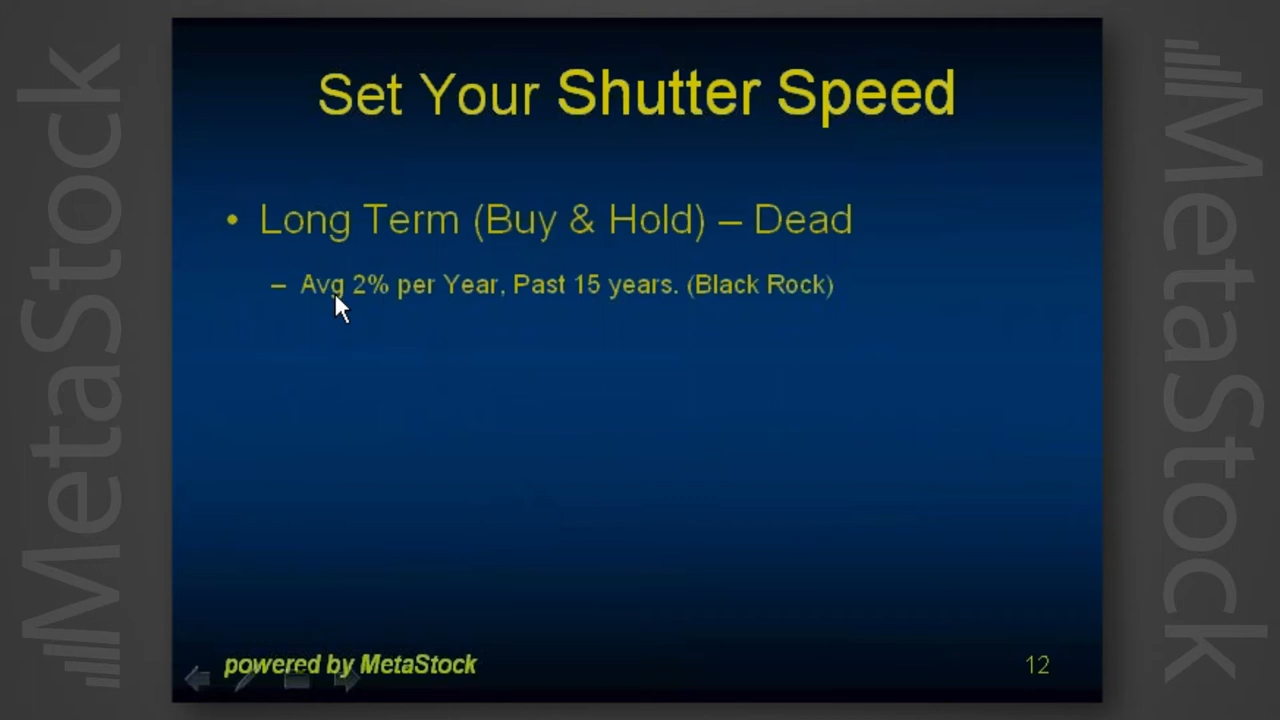 MetaStock
Set Your Shutter Speed
• Long Term (Buy & Hold) – Dead
– Avg 2% per Year, Past 15 years. (Black Rock)
powered by MetaStock
12
MetaStock